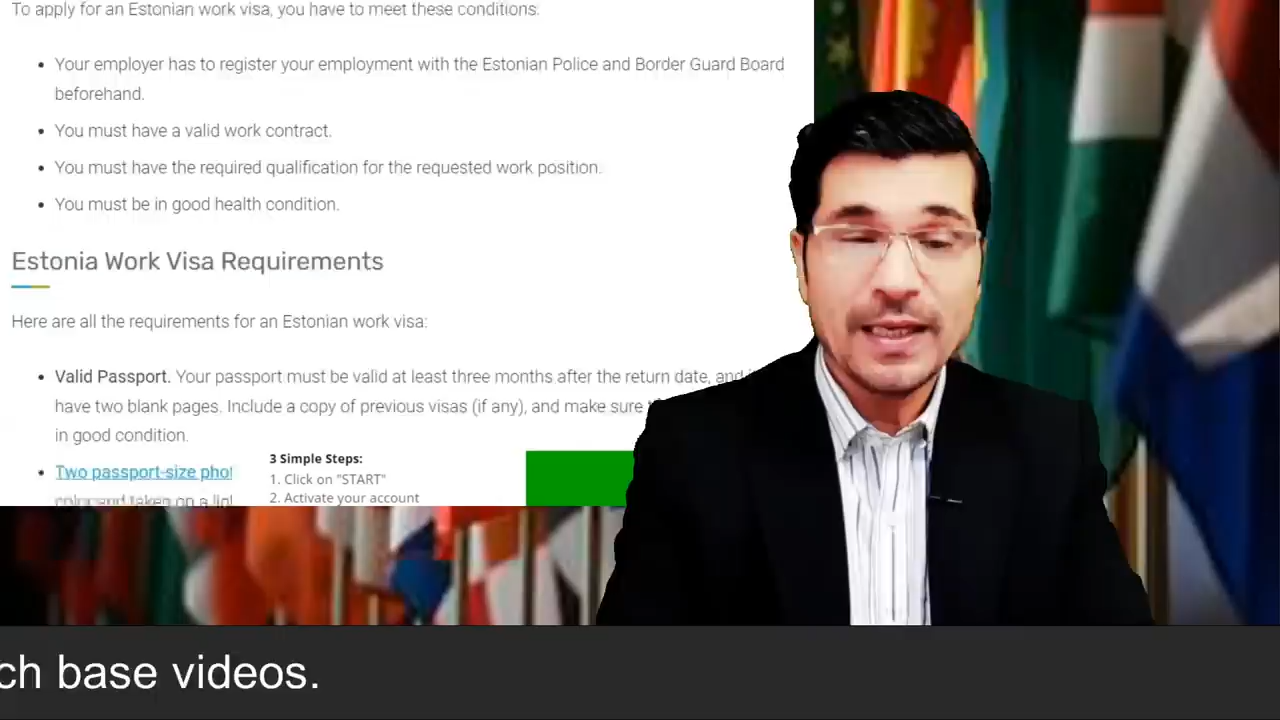 To apply for an Estonian work visa, you have to meet these conditions:
• Your employer has to register your employment with the Estonian Police and Border Guard Board
beforehand.
• You must have a valid work contract.
• You must have the required qualification for the requested work position.
• You must be in good health condition.
Estonia Work Visa Requirements
Here are all the requirements for an Estonian work visa:
• Valid Passport. Your passport must be valid at least three months after the return date, and
have two blank pages. Include a copy of previous visas (if any), and make sure
in good condition.
• Two passport-size
3 Simple Steps:
1. Click on "START"
2. Activate your account
base videos.